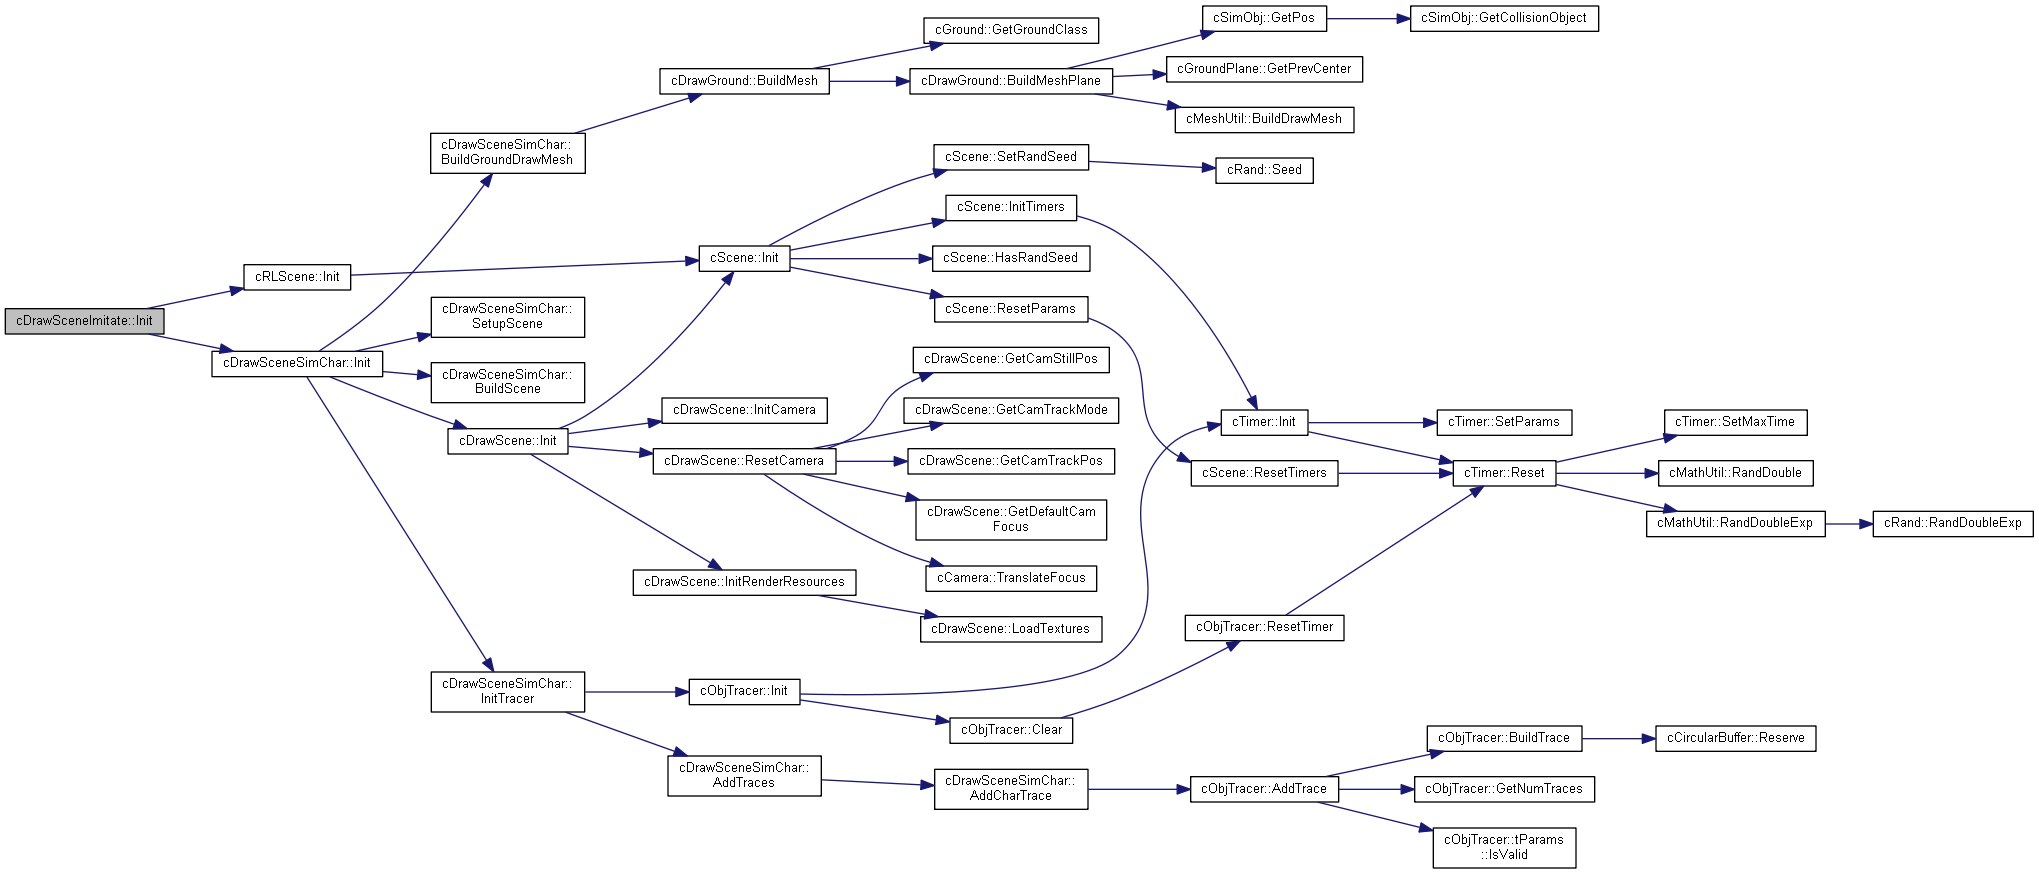 cSimObj::GetPos
cSimObj::GetCollisionObject
cGround::GetGroundClass
cGroundPlane::GetPrevCenter
cDrawGround::BuildMesh
cDrawGround::BuildMeshPlane
cMeshUtil::BuildDrawMesh
cDrawSceneSimChar::
BuildGroundDrawMesh
cScene::SetRandSeed
cRand::Seed
cScene::InitTimers
cScene::Init
cScene::HasRandSeed
cRLScene::Init
cScene::ResetParams
cDrawSceneImitate::Init
cDrawSceneSimChar::
SetupScene
cDrawSceneSimChar::Init
cDrawScene::GetCamStillPos
cDrawSceneSimChar::
BuildScene
cDrawScene::InitCamera
cDrawScene::GetCamTrackMode
cTimer::Init
cTimer::SetParams
cTimer::SetMaxTime
cDrawScene::Init
cDrawScene::ResetCamera
cDrawScene::GetCamTrackPos
cScene::ResetTimers
cTimer::Reset
cMathUtil::RandDouble
cDrawScene::GetDefaultCam
Focus
cMathUtil::RandDoubleExp
cRand::RandDoubleExp
cDrawScene::InitRenderResources
cCamera::TranslateFocus
cDrawScene::LoadTextures
cObjTracer::ResetTimer
cDrawSceneSimChar::
InitTracer
cObjTracer::Init
cObjTracer::Clear
cObjTracer::BuildTrace
cCircularBuffer::Reserve
cDrawSceneSimChar::
AddTraces
cDrawSceneSimChar::
AddCharTrace
cObjTracer::AddTrace
cObjTracer::GetNumTraces
cObjTracer::tParams
::IsValid